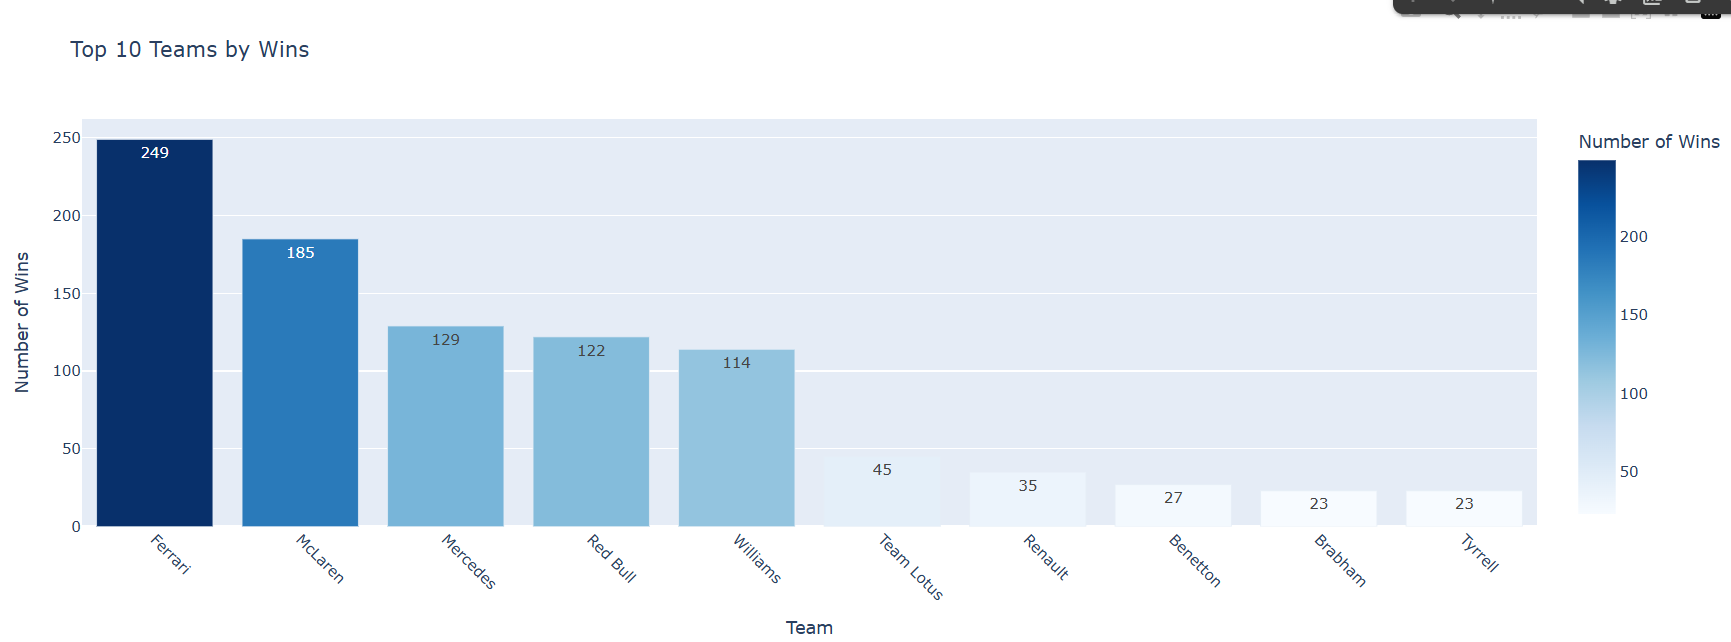 Top 10 Teams by Wins
Number of Wins
250
200
150
100
50
0
249
185
129
122
114
45
35
27
23
23
Ferrari
McLaren
Mercedes
Red Bull
Williams
Team Lotus
Renault
Benetton
Brabham
Tyrrell
Team
Number of Wins
200
150
100
50